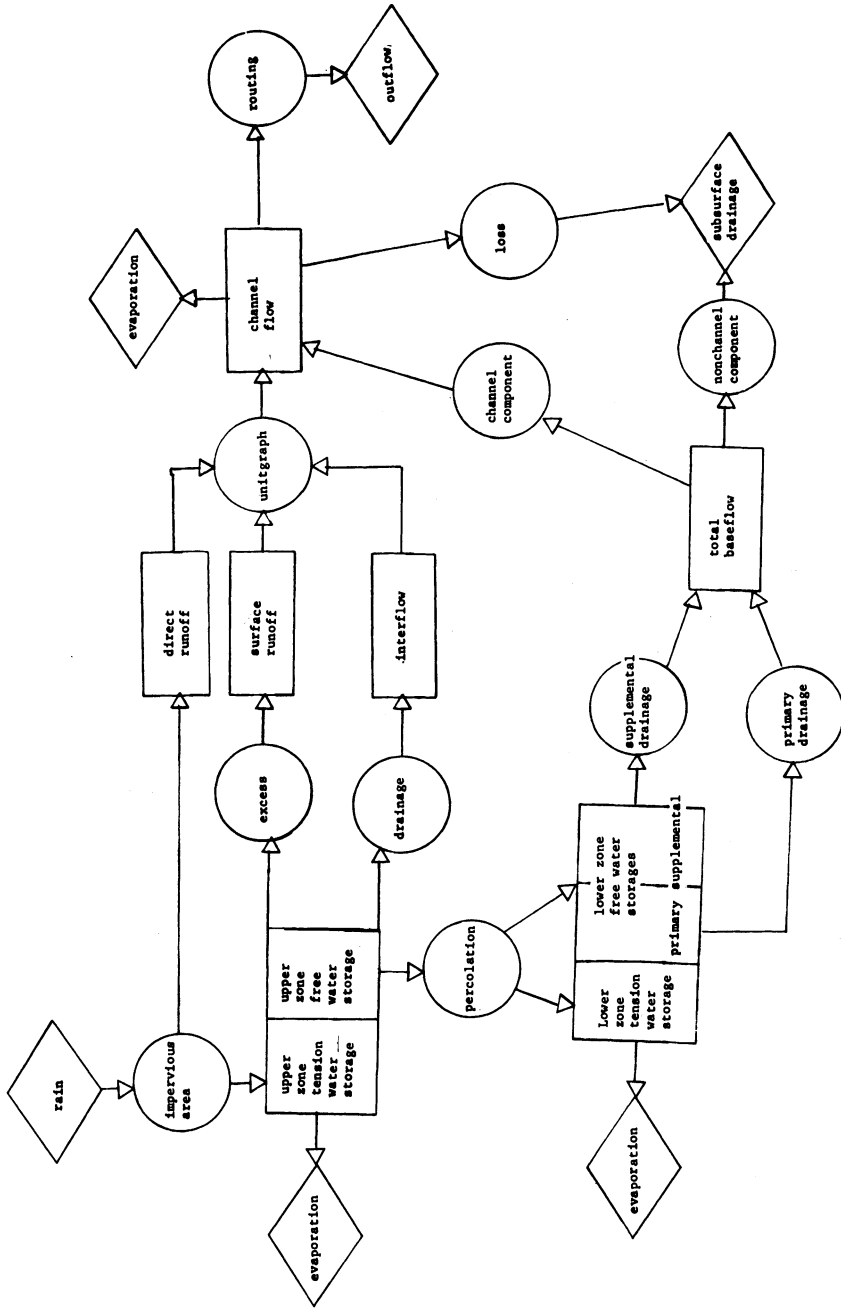 rain
impervious
area
evaporation
upper
zone
tension
water
storage
upper
zone
free
water
storage
excess
drainage
direct
runoff
surface
runoff
interflow
unitgraph
evaporation
channel
flow
routing
outflow
percolation
evaporation
Lower
zone
tension
water
storage
lower zone
free water
storages
primary supplemental
supplemental
drainage
primary
drainage
total
baseflow
channel
component
nonchannel
component
loss
subsurface
drainage